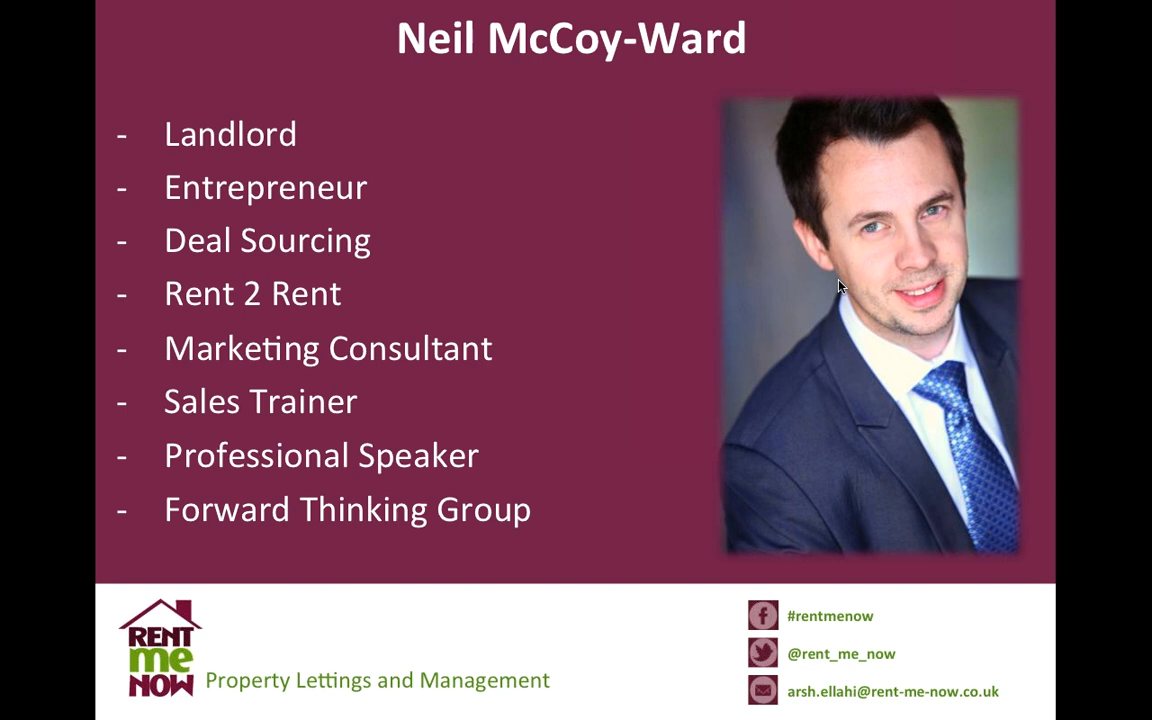 Neil McCoy-Ward
- Landlord
- Entrepreneur
- Deal Sourcing
- Rent 2 Rent
- Marketing Consultant
- Sales Trainer
- Professional Speaker
- Forward Thinking Group
RENT
me
NOW
Property Lettings and Management
#rentmenow
@rent_me_now
arsh.ellahi@rent-me-now.co.uk